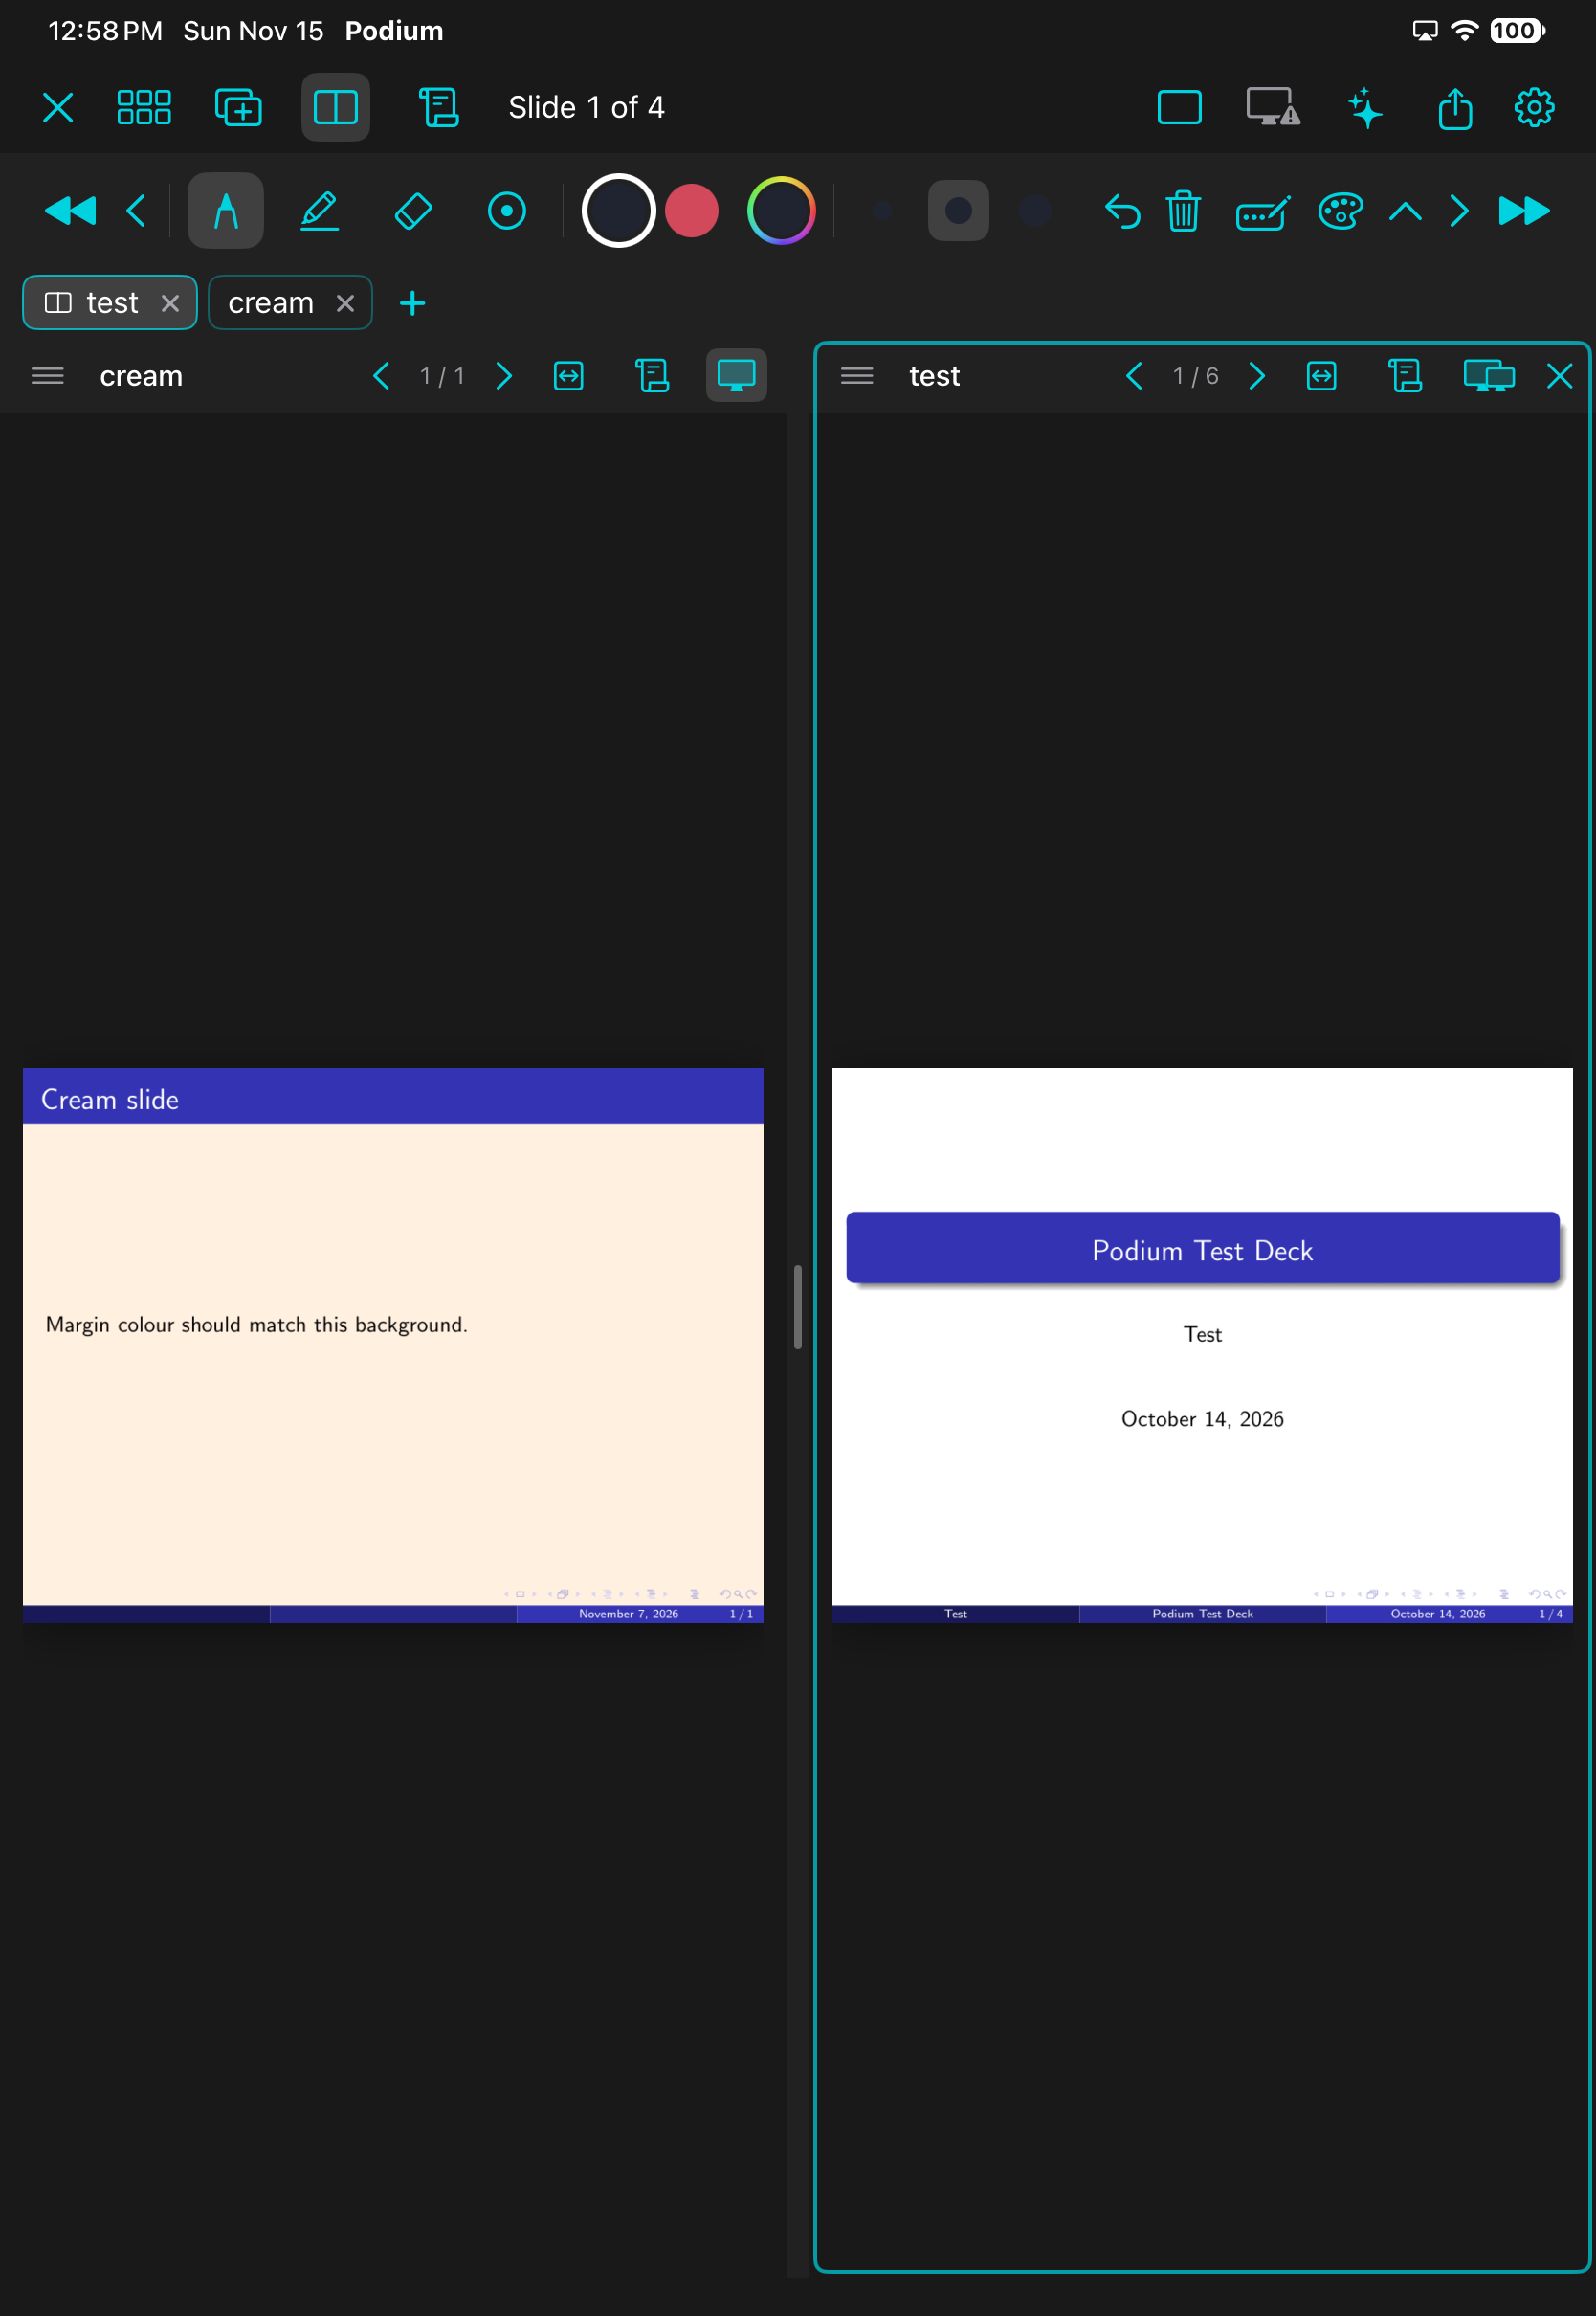 12:58 PM Sun Nov 15 Podium 100
Slide 1 of 4
test
cream
cream 1 / 1
test 1 / 6
Cream slide
Margin colour should match this background.
November 7, 2026 1 / 1
Podium Test Deck
Test
October 14, 2026
Test Podium Test Deck October 14, 2026 1 / 4